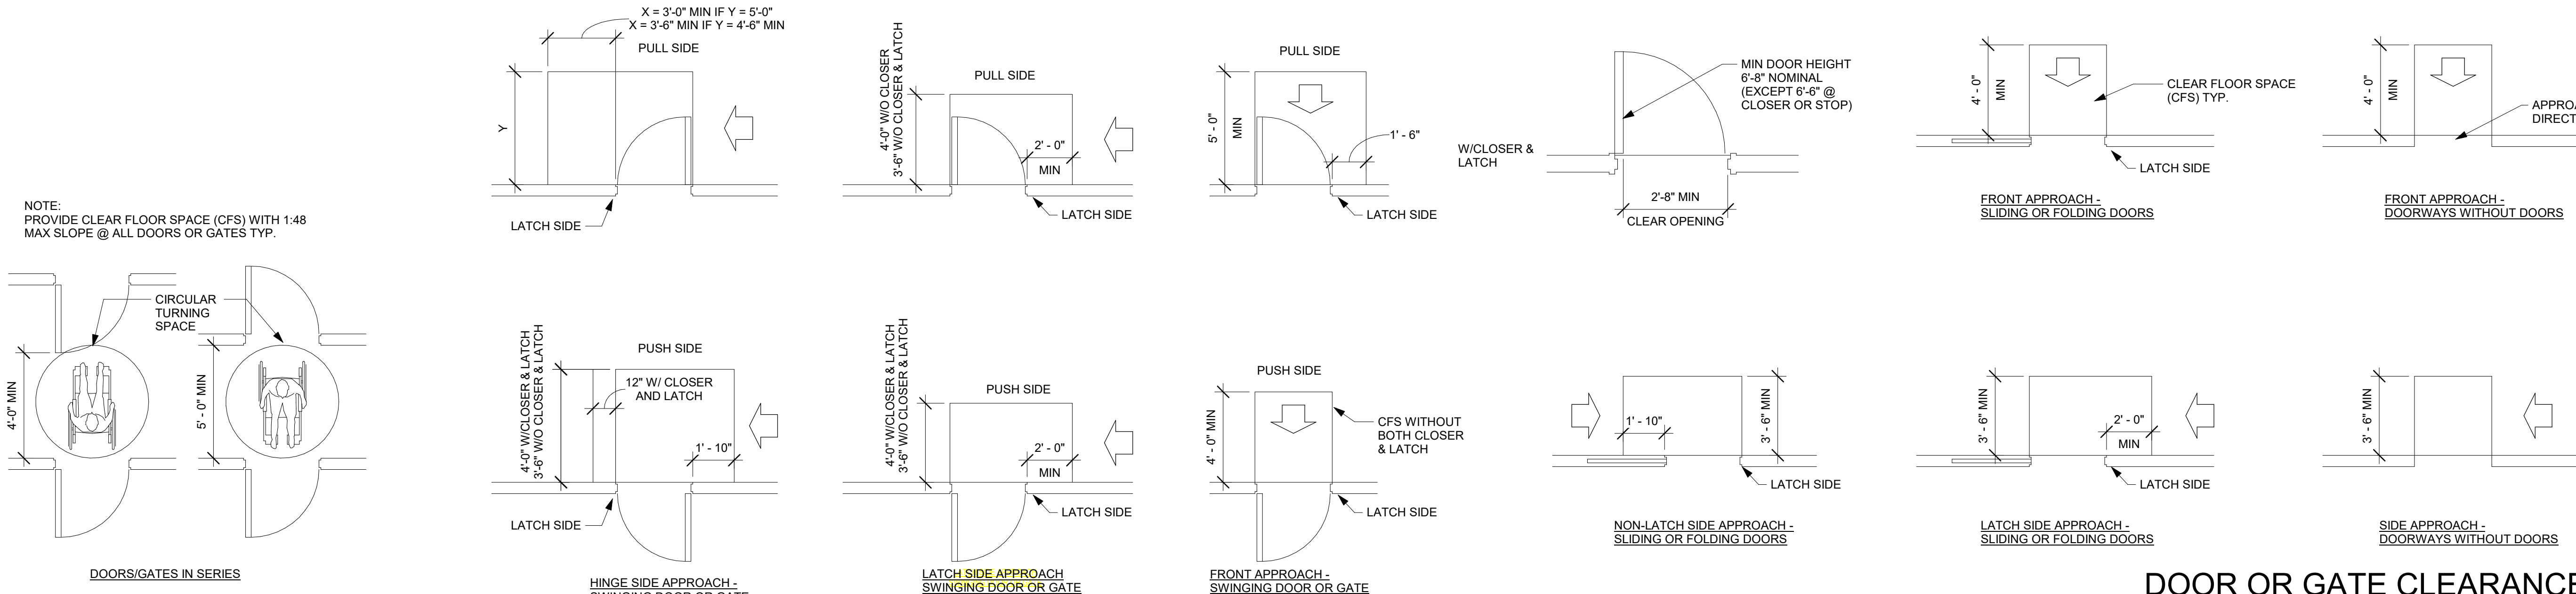 X = 3'-0" MIN IF Y = 5'-0"
X = 3'-6" MIN IF Y = 4'-6" MIN
PULL SIDE
Y
LATCH SIDE
4'-0" W/O CLOSER
3'-6" W/O CLOSER & LATCH
PULL SIDE
2' - 0"
MIN
LATCH SIDE
PULL SIDE
5' - 0"
MIN
1' - 6"
LATCH SIDE
W/CLOSER &
LATCH
MIN DOOR HEIGHT
6'-8" NOMINAL
(EXCEPT 6'-6" @
CLOSER OR STOP)
2'-8" MIN
CLEAR OPENING
4' - 0"
MIN
CLEAR FLOOR SPACE
(CFS) TYP.
LATCH SIDE
FRONT APPROACH -
SLIDING OR FOLDING DOORS
4' - 0"
MIN
APPROA
DIRECT
FRONT APPROACH -
DOORWAYS WITHOUT DOORS
NOTE:
PROVIDE CLEAR FLOOR SPACE (CFS) WITH 1:48
MAX SLOPE @ ALL DOORS OR GATES TYP.
CIRCULAR
TURNING
SPACE
4'-0" MIN
5' - 0" MIN
DOORS/GATES IN SERIES
4'-0" W/CLOSER & LATCH
3'-6" W/O CLOSER & LATCH
PUSH SIDE
12" W/ CLOSER
AND LATCH
1' - 10"
LATCH SIDE
HINGE SIDE APPROACH -
SWINGING DOOR OR GATE
4'-0" W/CLOSER & LATCH
3'-6" W/O CLOSER & LATCH
PUSH SIDE
2' - 0"
MIN
LATCH SIDE
LATCH SIDE APPROACH
SWINGING DOOR OR GATE
PUSH SIDE
4' - 0" MIN
CFS WITHOUT
BOTH CLOSER
& LATCH
LATCH SIDE
FRONT APPROACH -
SWINGING DOOR OR GATE
1' - 10"
3' - 6" MIN
LATCH SIDE
NON-LATCH SIDE APPROACH -
SLIDING OR FOLDING DOORS
3' - 6" MIN
2' - 0"
MIN
LATCH SIDE
LATCH SIDE APPROACH -
SLIDING OR FOLDING DOORS
3' - 6" MIN
SIDE APPROACH -
DOORWAYS WITHOUT DOORS
DOOR OR GATE CLEARANCE